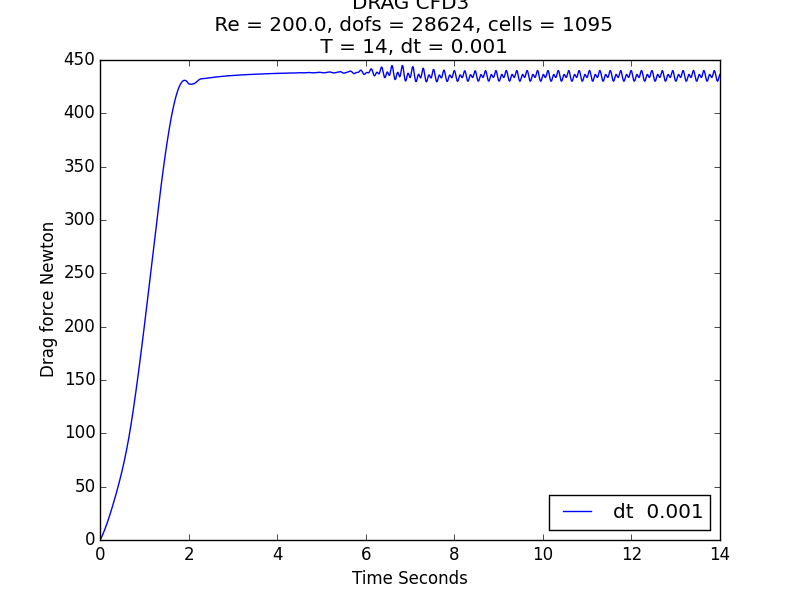 DRAG CFD3
Re = 200.0, dofs = 28624, cells = 1095
T = 14, dt = 0.001
450
400
350
300
250
200
150
100
50
0
Drag force Newton
dt 0.001
0 2 4 6 8 10 12 14
Time Seconds